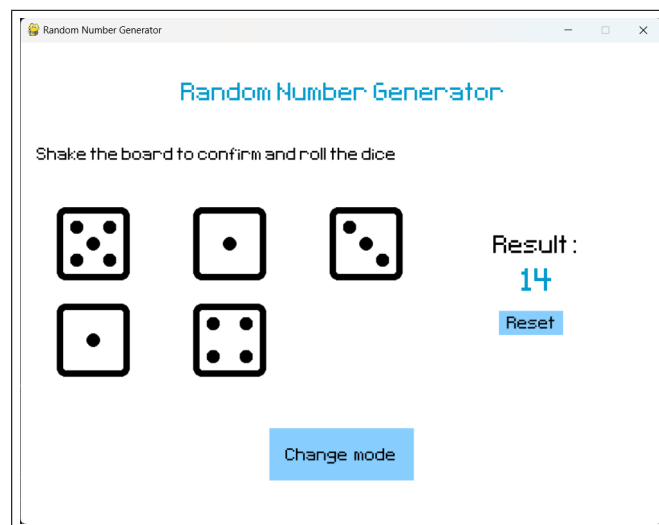 Random Number Generator
Random Number Generator
Shake the board to confirm and roll the dice
Result :
14
Reset
Change mode